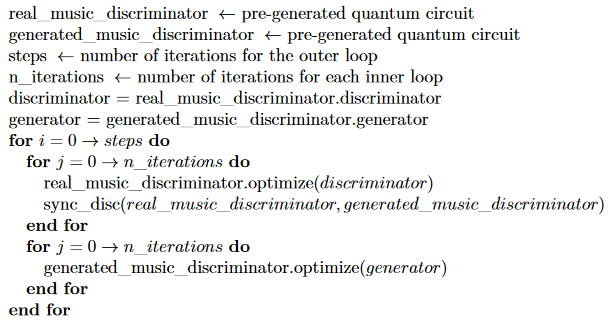 real_music_discriminator ← pre-generated quantum circuit
generated_music_discriminator ← pre-generated quantum circuit
steps ← number of iterations for the outer loop
n_iterations ← number of iterations for each inner loop
discriminator = real_music_discriminator.discriminator
generator = generated_music_discriminator.generator
for i = 0 → steps do
for j = 0 → n_iterations do
real_music_discriminator.optimize(discriminator)
sync_disc(real_music_discriminator, generated_music_discriminator)
end for
for j = 0 → n_iterations do
generated_music_discriminator.optimize(generator)
end for
end for